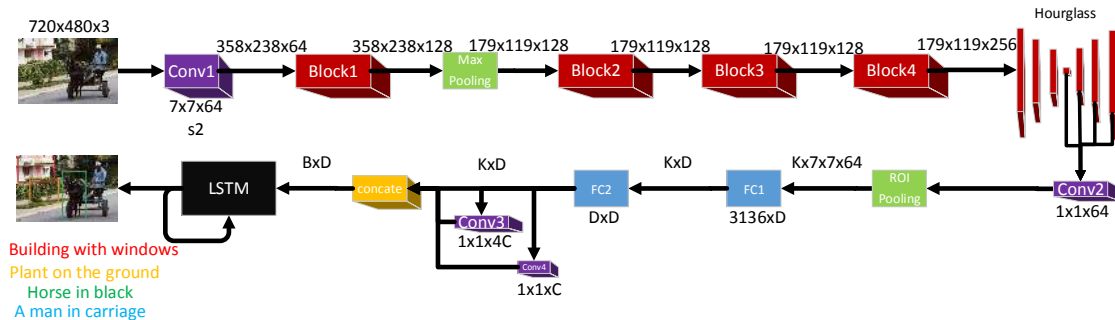 720x480x3
Conv1
7x7x64
s2
358x238x64
Block1
358x238x128
Max
Pooling
179x119x128
Block2
179x119x128
Block3
179x119x128
Block4
179x119x256
Hourglass
LSTM
BxD
concate
KxD
Conv3
1x1x4C
Conv4
1x1xC
FC2
DxD
KxD
FC1
3136xD
Kx7x7x64
ROI
Pooling
Conv2
1x1x64
Building with windows
Plant on the ground
Horse in black
A man in carriage